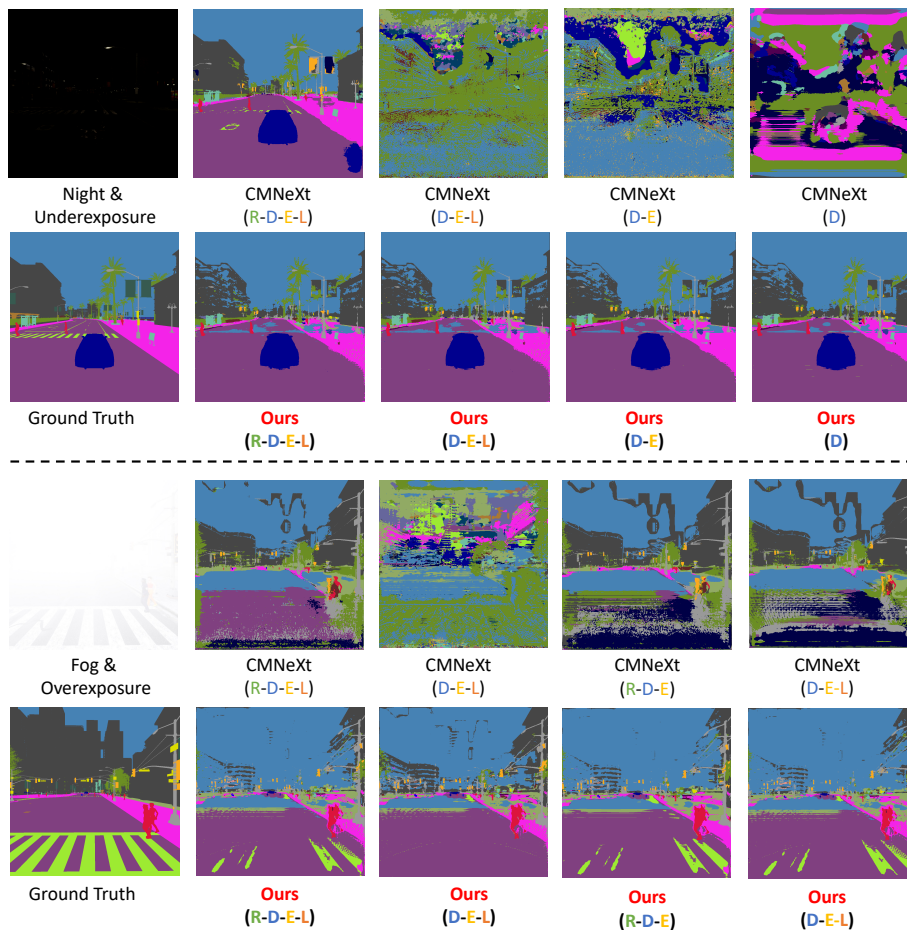 Night &
Underexposure
CMNeXt
(R-D-E-L)
CMNeXt
(D-E-L)
CMNeXt
(D-E)
CMNeXt
(D)
Ground Truth
Ours
(R-D-E-L)
Ours
(D-E-L)
Ours
(D-E)
Ours
(D)
Fog &
Overexposure
CMNeXt
(R-D-E-L)
CMNeXt
(D-E-L)
CMNeXt
(R-D-E)
CMNeXt
(D-E-L)
Ground Truth
Ours
(R-D-E-L)
Ours
(D-E-L)
Ours
(R-D-E)
Ours
(D-E-L)